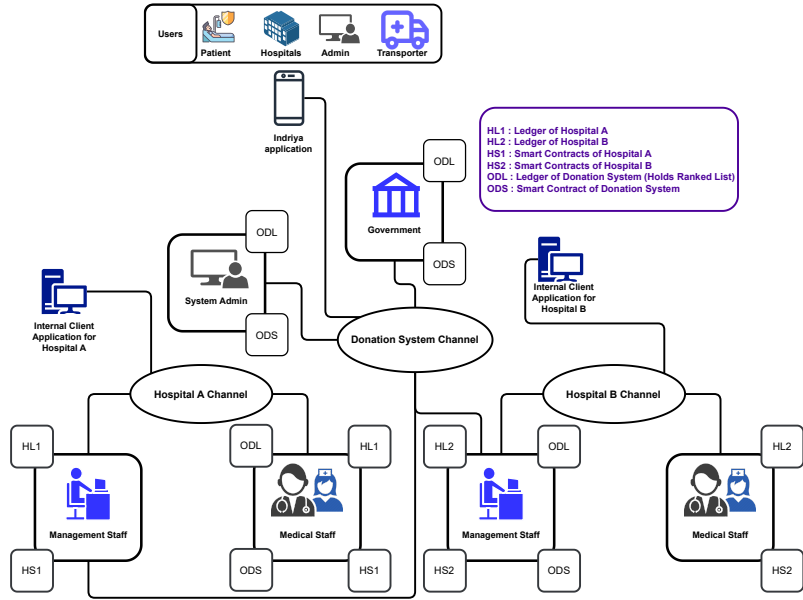 Users
Patient
Hospitals
Admin
Transporter
Indriya
application
HL1 : Ledger of Hospital A
HL2 : Ledger of Hospital B
HS1 : Smart Contracts of Hospital A
HS2 : Smart Contracts of Hospital B
ODL : Ledger of Donation System (Holds Ranked List)
ODS : Smart Contract of Donation System
ODL
Government
ODS
ODL
System Admin
ODS
Internal Client
Application for
Hospital A
Internal Client
Application for
Hospital B
Donation System Channel
Hospital A Channel
Hospital B Channel
HL1
Management Staff
HS1
ODL
HL1
Medical Staff
ODS
HS1
HL2
ODL
Management Staff
HS2
ODS
HL2
Medical Staff
HS2